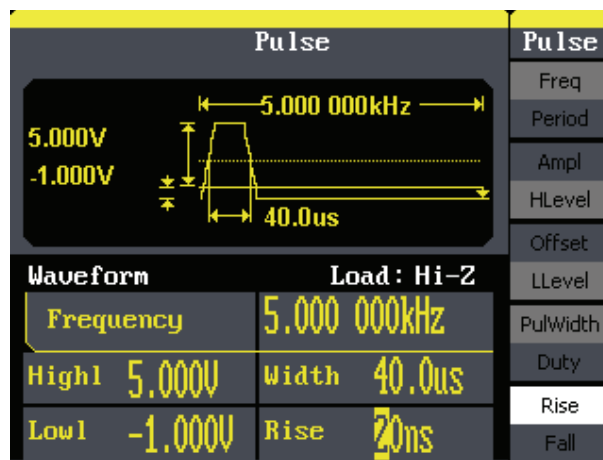 Pulse
5.000 000kHz
5.000V
-1.000V
40.0us
Waveform Load: Hi-Z
Frequency 5.000 000kHz
Highl 5.000V Width 40.0us
Lowl -1.000V Rise 20ns
Pulse
Freq
Period
Ampl
HLevel
Offset
LLevel
PulWidth
Duty
Rise
Fall